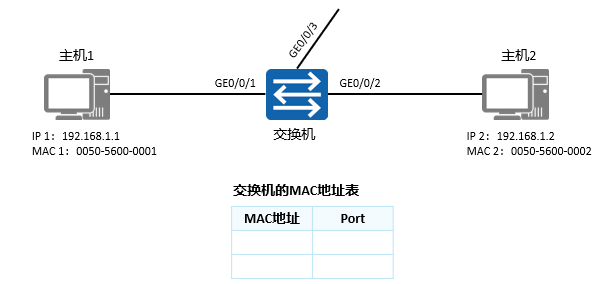 GE0/0/3
主机1
主机2
GE0/0/1
GE0/0/2
交换机
IP 1：192.168.1.1
MAC 1：0050-5600-0001
IP 2：192.168.1.2
MAC 2：0050-5600-0002
交换机的MAC地址表
MAC地址 Port